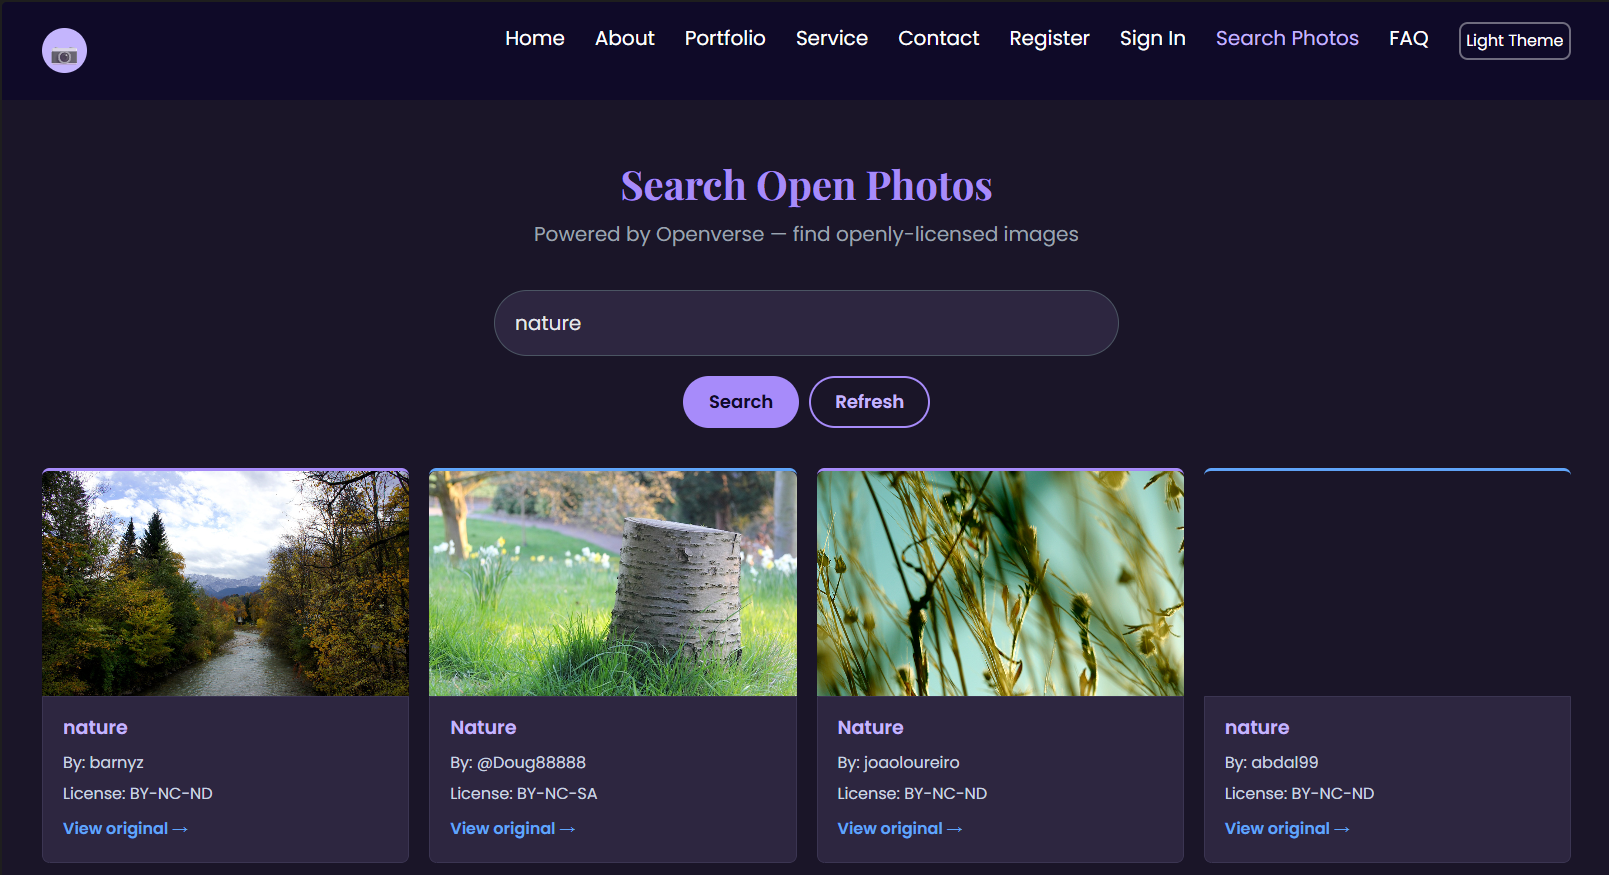 Home About Portfolio Service Contact Register Sign In Search Photos FAQ Light Theme
Search Open Photos
Powered by Openverse — find openly-licensed images
nature
Search Refresh
nature
By: barnyz
License: BY-NC-ND
View original →
Nature
By: @Doug88888
License: BY-NC-SA
View original →
Nature
By: joaoloureiro
License: BY-NC-ND
View original →
nature
By: abdal99
License: BY-NC-ND
View original →